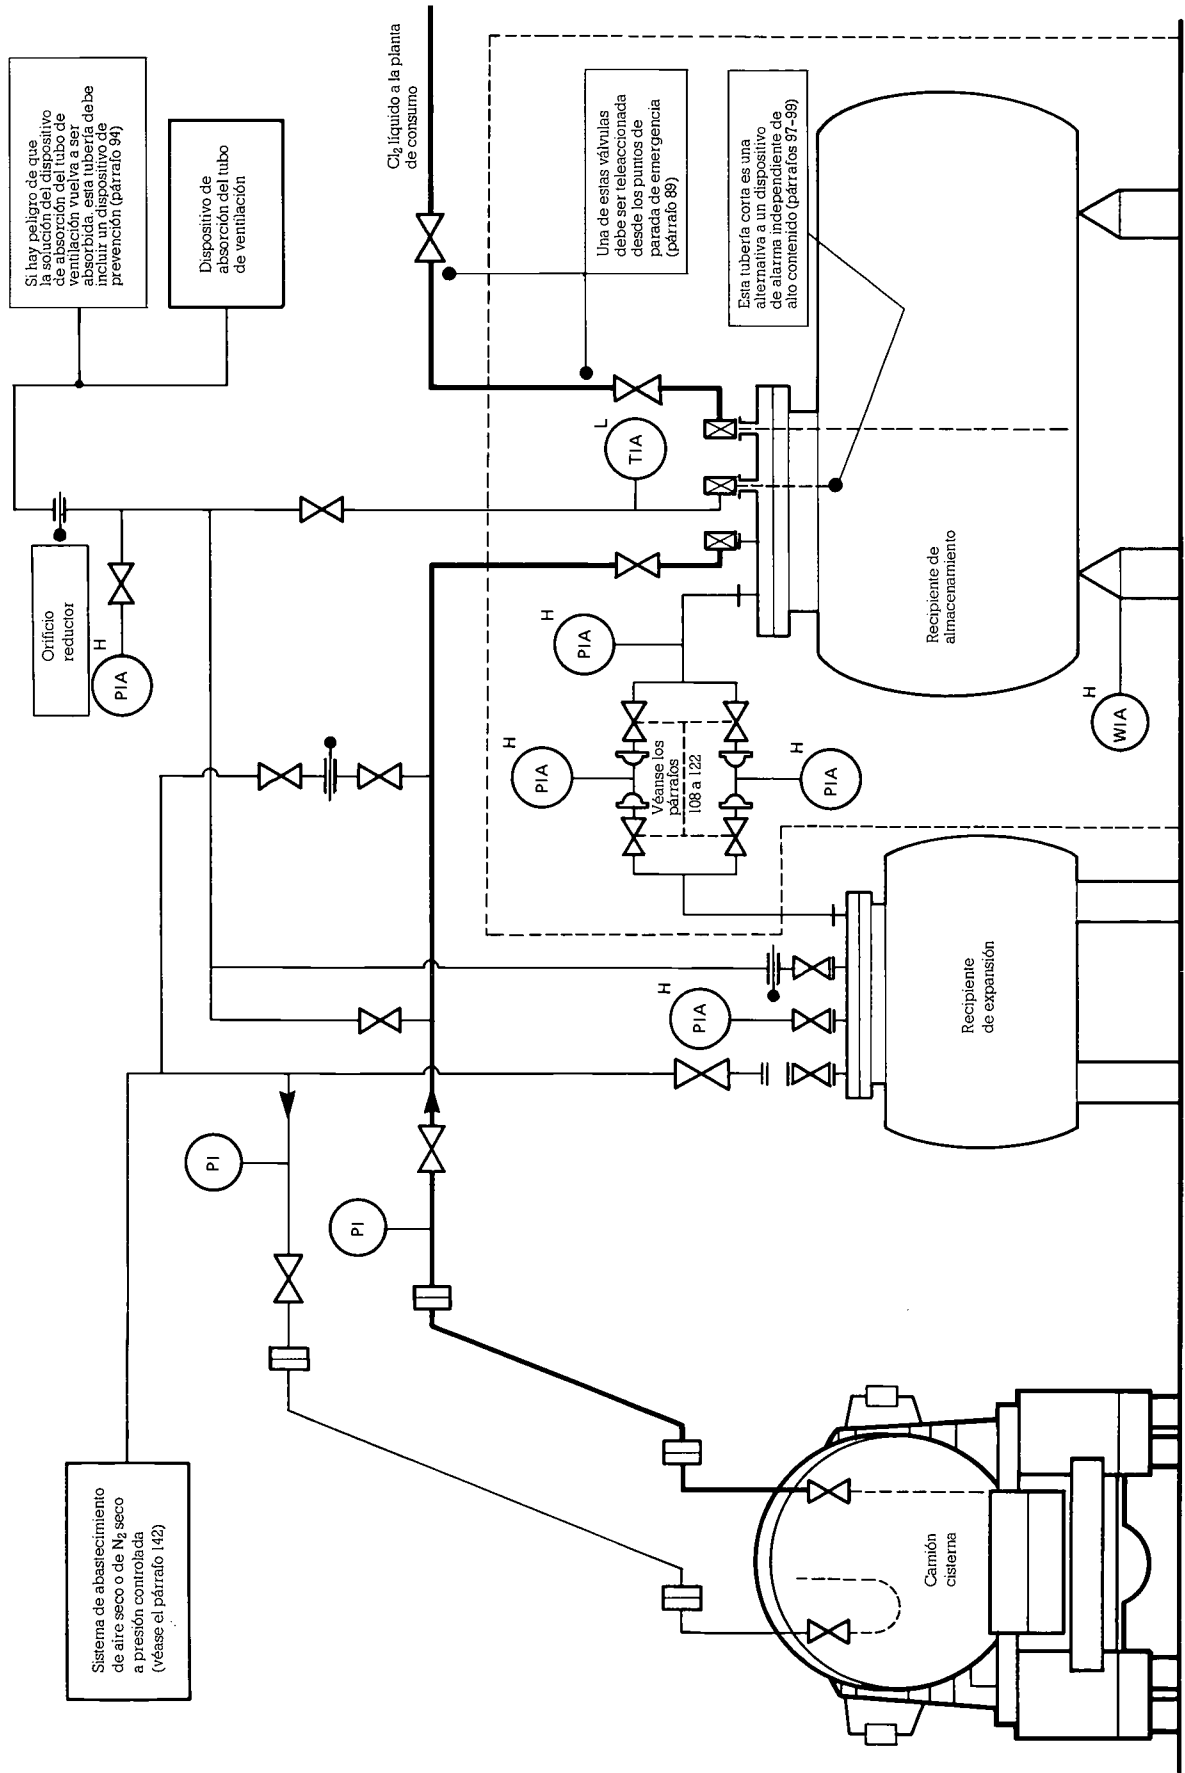 Sistema de abastecimiento
de aire seco o de N₂ seco
a presión controlada
(véase el párrafo 142)
PI
PI
Camión
cisterna
Orificio
reductor
H
PIA
Si hay peligro de que
la solución del dispositivo
de absorción del tubo de
ventilación vuelva a ser
absorbida, esta tubería debe
incluir un dispositivo de
prevención (párrafo 94)
Dispositivo de
absorción del tubo
de ventilación
Cl₂ líquido a la planta
de consumo
Una de estas válvulas
debe ser teleaccionada
desde los puntos de
parada de emergencia
(párrafo 89)
Esta tubería corta es una
alternativa a un dispositivo
de alarma independiente de
alto contenido (párrafos 97-99)
L
TIA
H
PIA
H
PIA
Véanse los
párrafos
108 a 122
H
PIA
H
PIA
Recipiente
de expansión
Recipiente de
almacenamiento
H
WIA